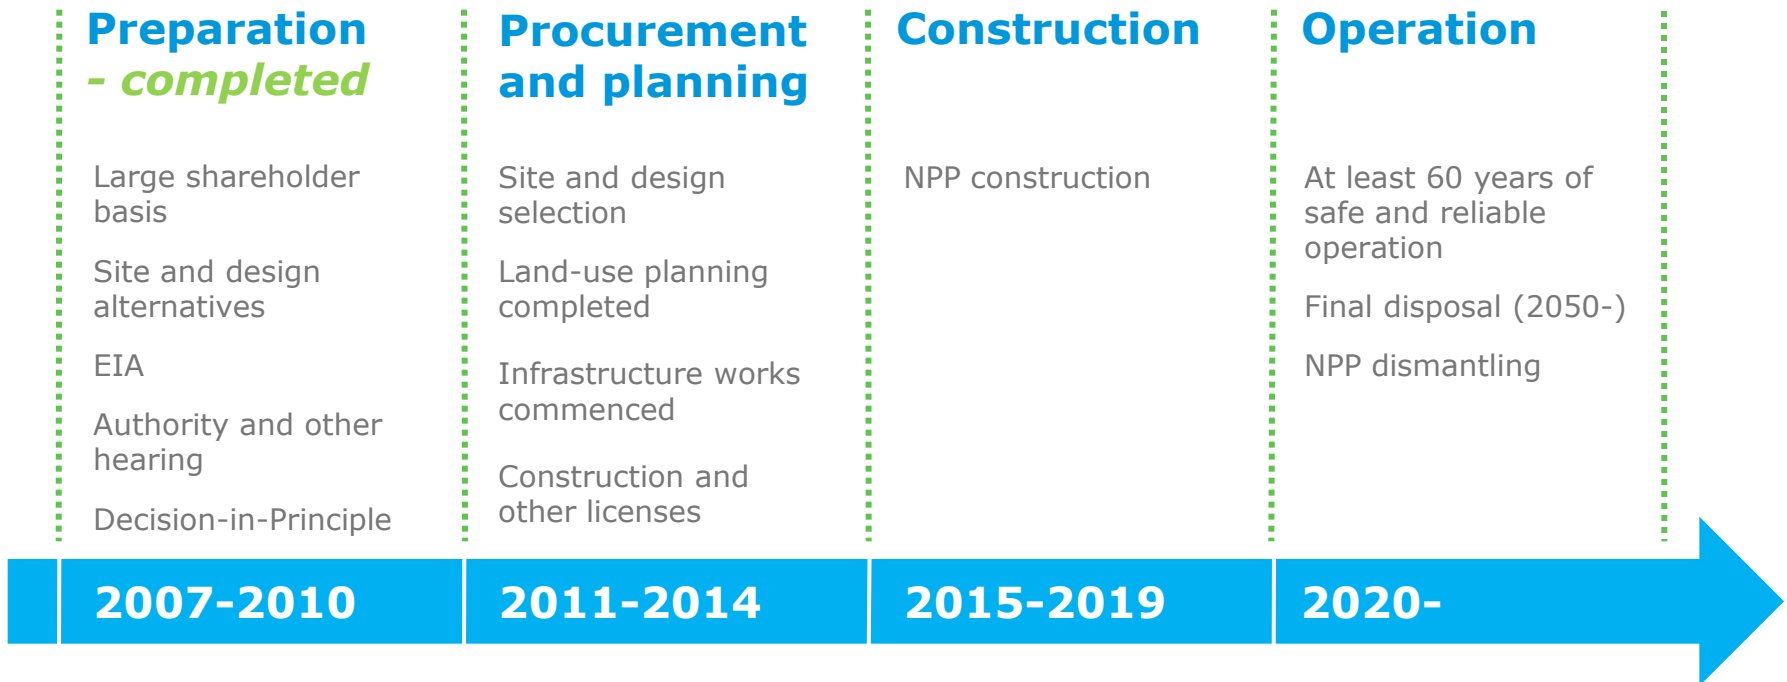 Preparation
- completed
Large shareholder
basis
Site and design
alternatives
EIA
Authority and other
hearing
Decision-in-Principle
2007-2010
Procurement
and planning
Site and design
selection
Land-use planning
completed
Infrastructure works
commenced
Construction and
other licenses
2011-2014
Construction
NPP construction
2015-2019
Operation
At least 60 years of
safe and reliable
operation
Final disposal (2050-)
NPP dismantling
2020-